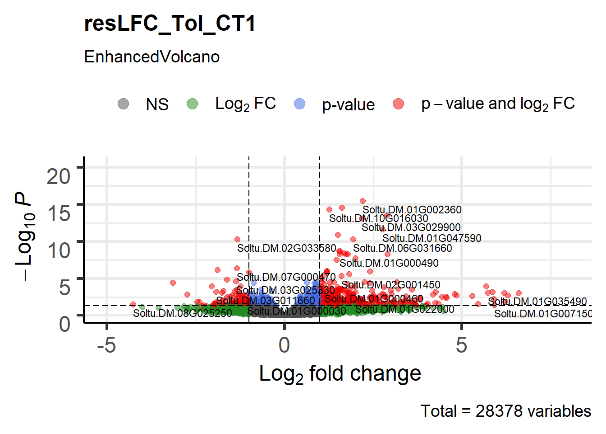 resLFC_Tol_CT1
EnhancedVolcano
NS
Log2 FC
p-value
p – value and log2 FC
20
15
10
5
0
−Log10 P
Soltu.DM.01G002360
Soltu.DM.10G016030
Soltu.DM.03G029900
Soltu.DM.01G047590
Soltu.DM.02G033580
Soltu.DM.06G031660
Soltu.DM.01G000490
Soltu.DM.07G000470
Soltu.DM.02G001450
Soltu.DM.03G011660
Soltu.DM.01G035490
Soltu.DM.08G025250
Soltu.DM.01G000030
Soltu.DM.01G022000
Soltu.DM.01G007150
-5
0
5
Log2 fold change
Total = 28378 variables